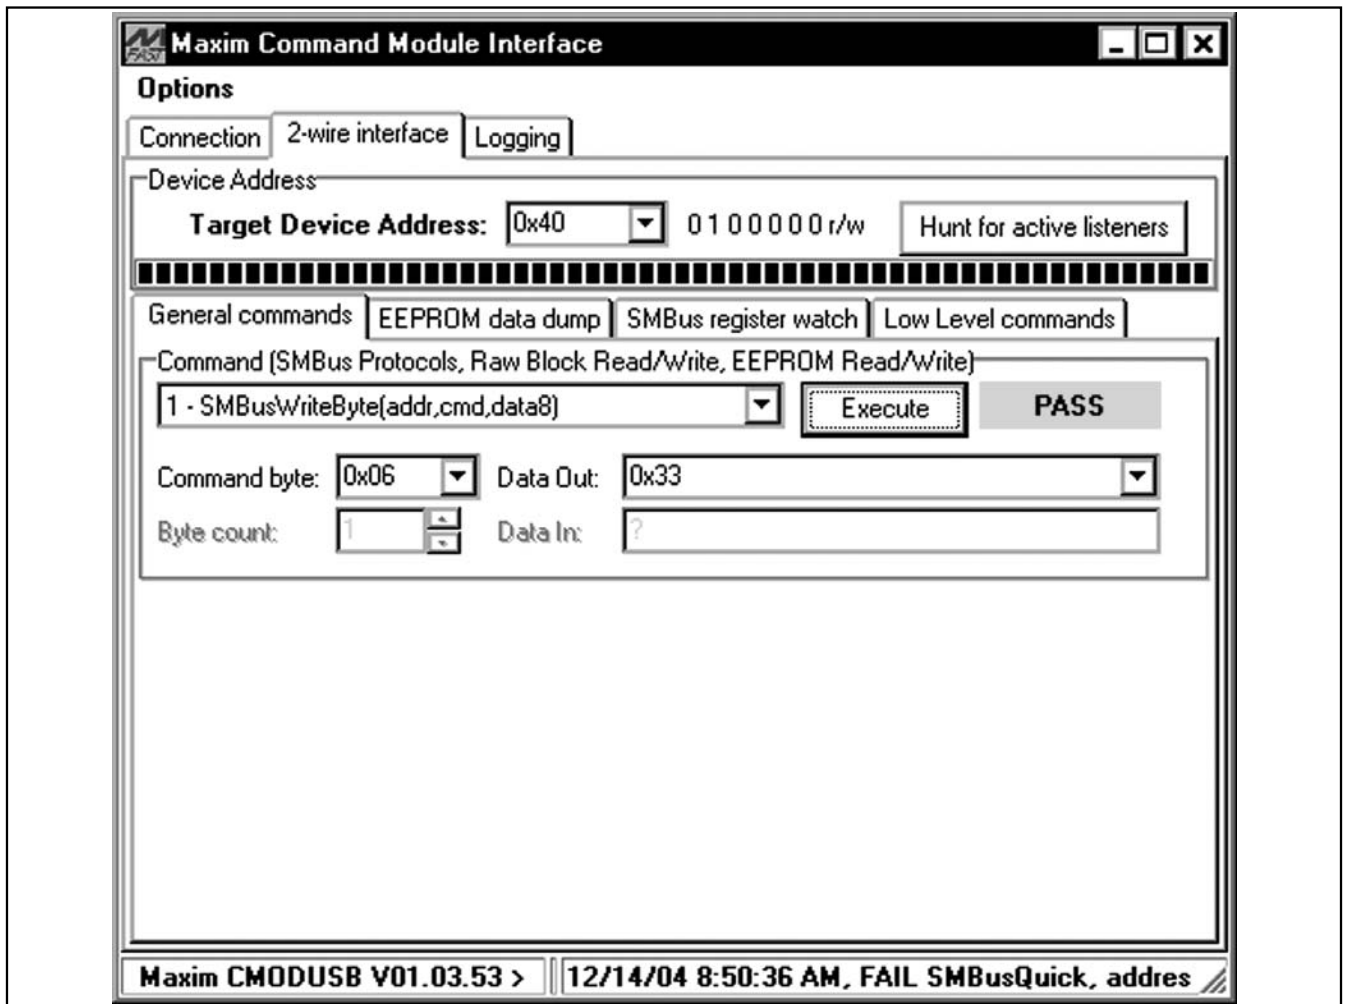 Maxim Command Module Interface
Options
Connection 2-wire interface Logging
Device Address
Target Device Address: 0x40 0 1 0 0 0 0 0 r/w Hunt for active listeners
General commands EEPROM data dump SMBus register watch Low Level commands
Command (SMBus Protocols, Raw Block Read/Write, EEPROM Read/Write)
1 - SMBusWriteByte(addr,cmd,data8) Execute PASS
Command byte: 0x06 Data Out: 0x33
Byte count: 1 Data In: ?
Maxim CMODUSB V01.03.53 > 12/14/04 8:50:36 AM, FAIL SMBusQuick, addres